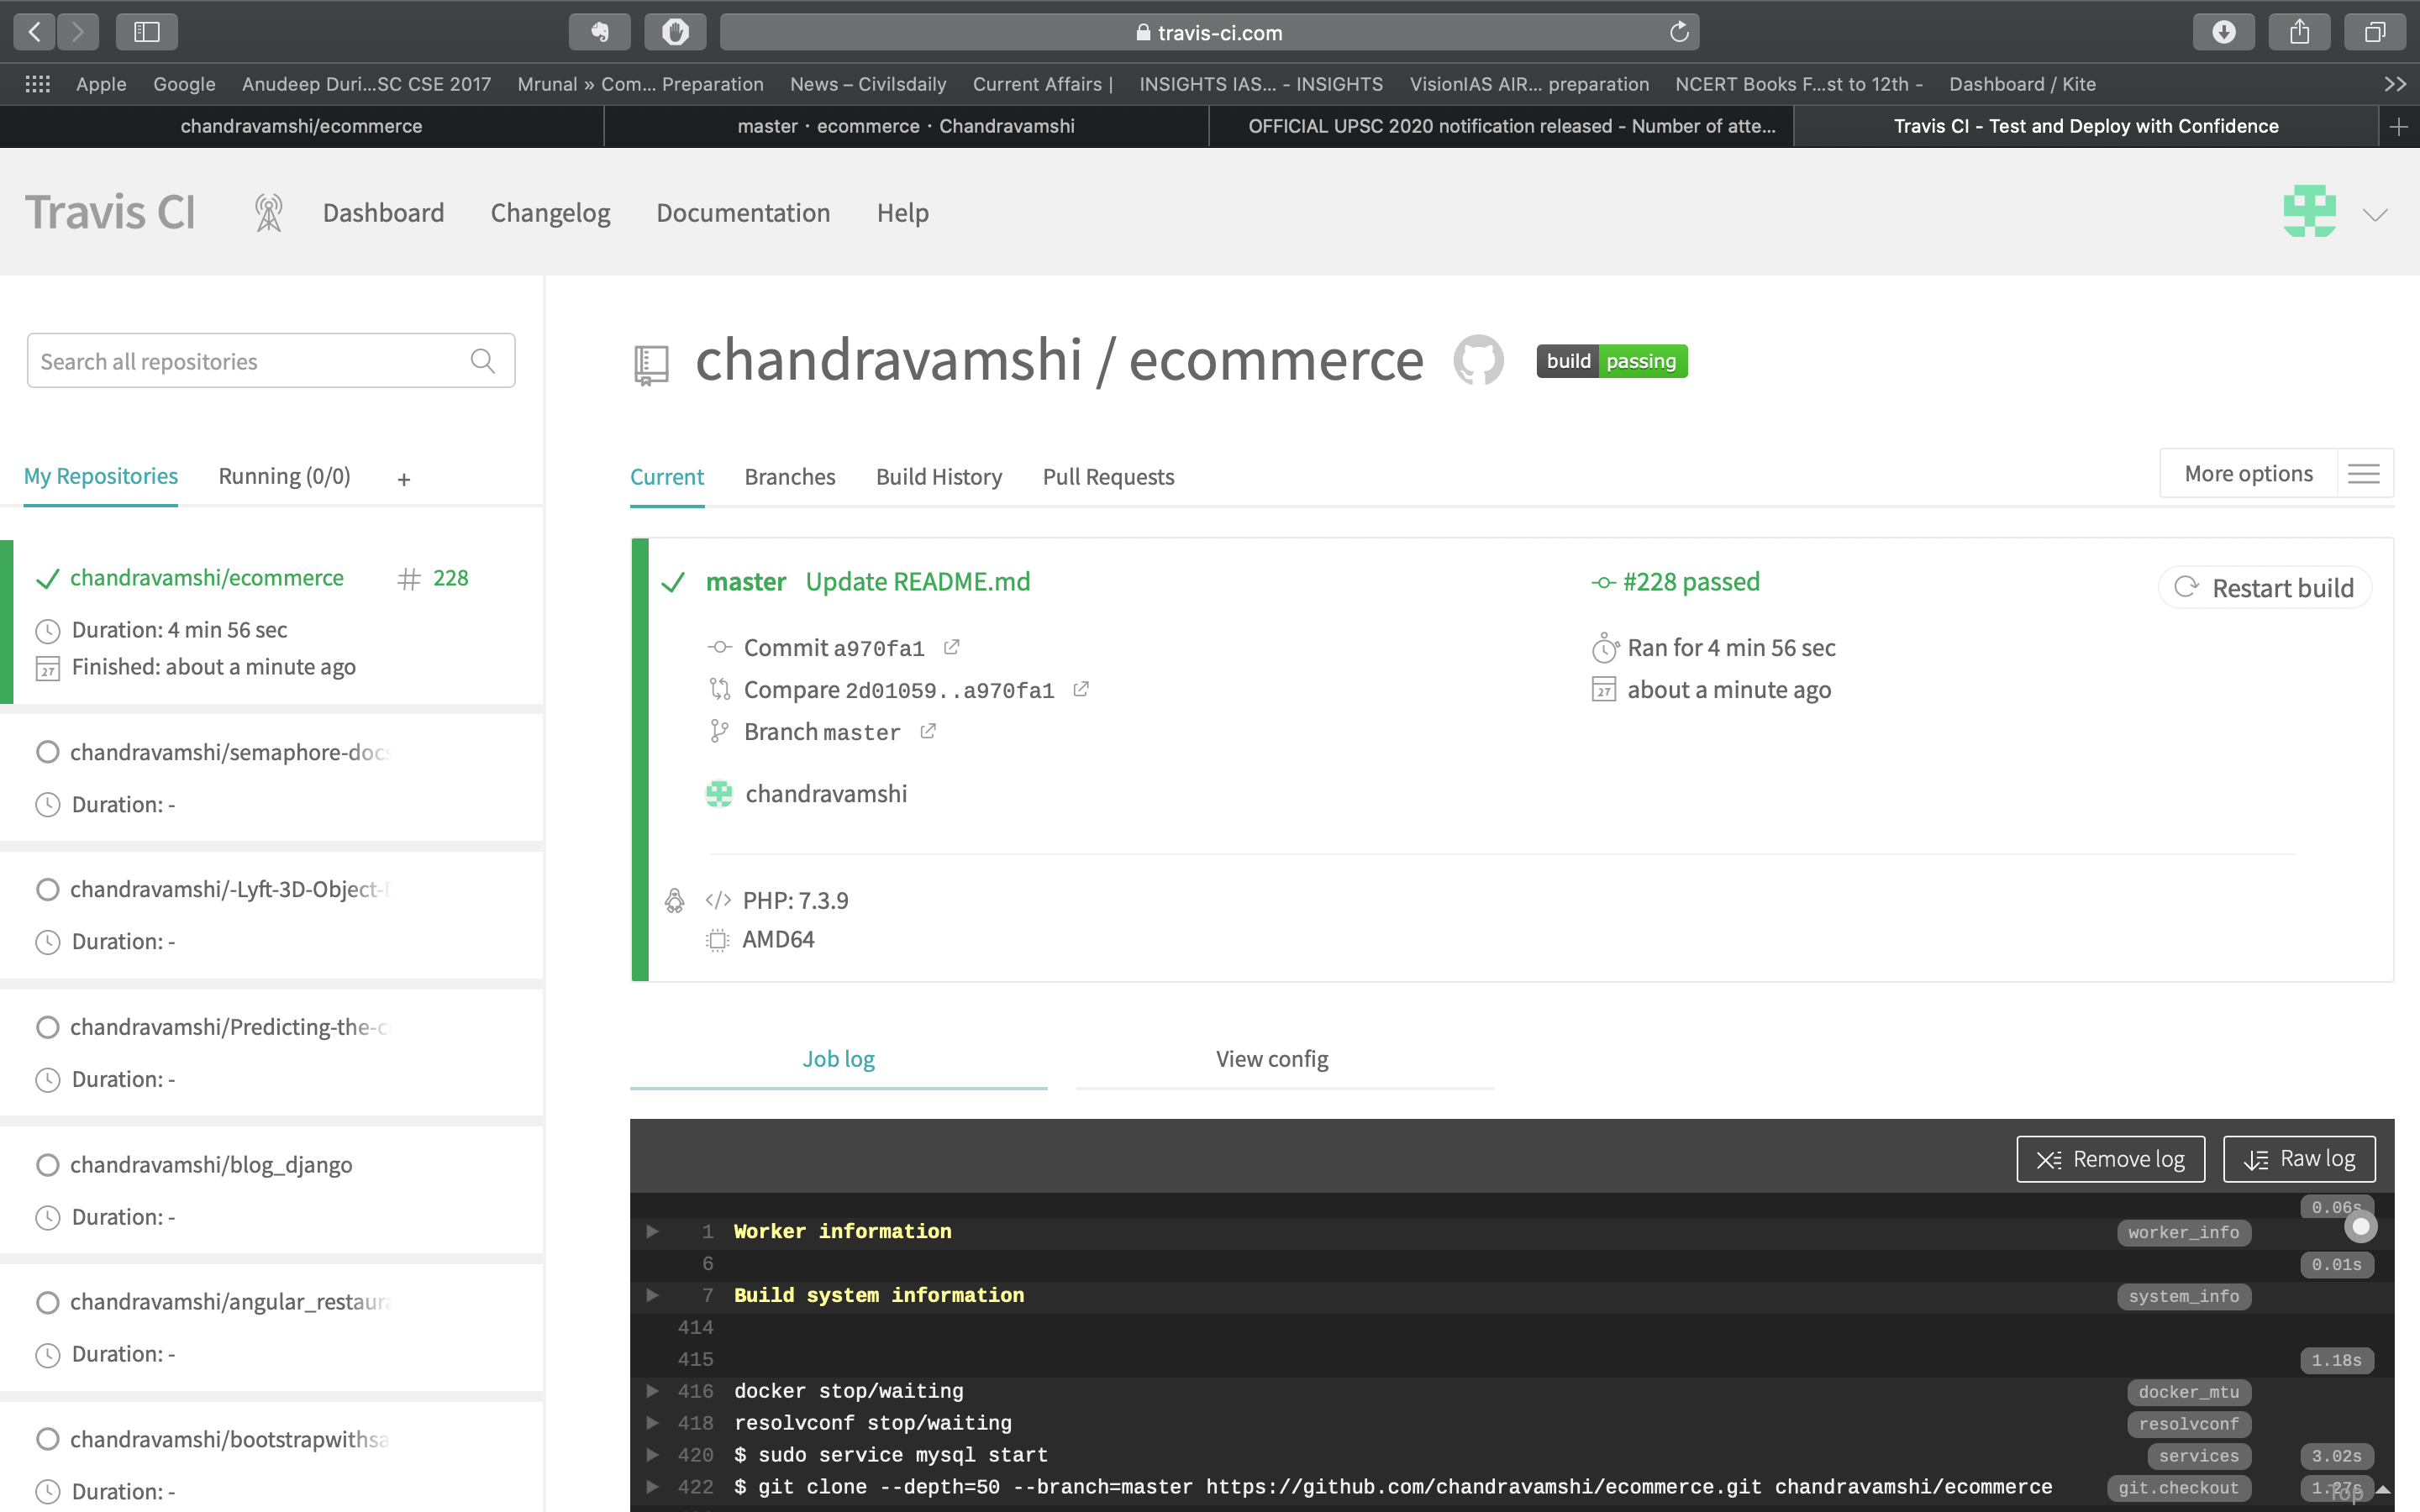 travis-ci.com
Apple Google Anudeep Duri...SC CSE 2017 Mrunal » Com... Preparation News – Civilsdaily Current Affairs | INSIGHTS IAS... - INSIGHTS VisionIAS AIR... preparation NCERT Books F...st to 12th - Dashboard / Kite
chandravamshi/ecommerce master · ecommerce · Chandravamshi OFFICIAL UPSC 2020 notification released - Number of atte... Travis CI - Test and Deploy with Confidence
Travis CI Dashboard Changelog Documentation Help
Search all repositories
My Repositories Running (0/0) +
chandravamshi/ecommerce # 228
Duration: 4 min 56 sec
27 Finished: about a minute ago
chandravamshi/semaphore-docs
Duration: -
chandravamshi/-Lyft-3D-Object-
Duration: -
chandravamshi/Predicting-the-c
Duration: -
chandravamshi/blog_django
Duration: -
chandravamshi/angular_restaura
Duration: -
chandravamshi/bootstrapwithsa
Duration: -
chandravamshi / ecommerce build passing
Current Branches Build History Pull Requests More options
master Update README.md #228 passed Restart build
Commit a970fa1 Ran for 4 min 56 sec
Compare 2d01059..a970fa1 27 about a minute ago
Branch master
chandravamshi
</> PHP: 7.3.9
AMD64
Job log View config
Remove log Raw log
0.06s
1 Worker information worker_info
6 0.01s
7 Build system information system_info
414
415 1.18s
416 docker stop/waiting docker_mtu
418 resolvconf stop/waiting resolvconf
420 $ sudo service mysql start services 3.02s
422 $ git clone --depth=50 --branch=master https://github.com/chandravamshi/ecommerce.git chandravamshi/ecommerce git.checkout 1.27s
Top